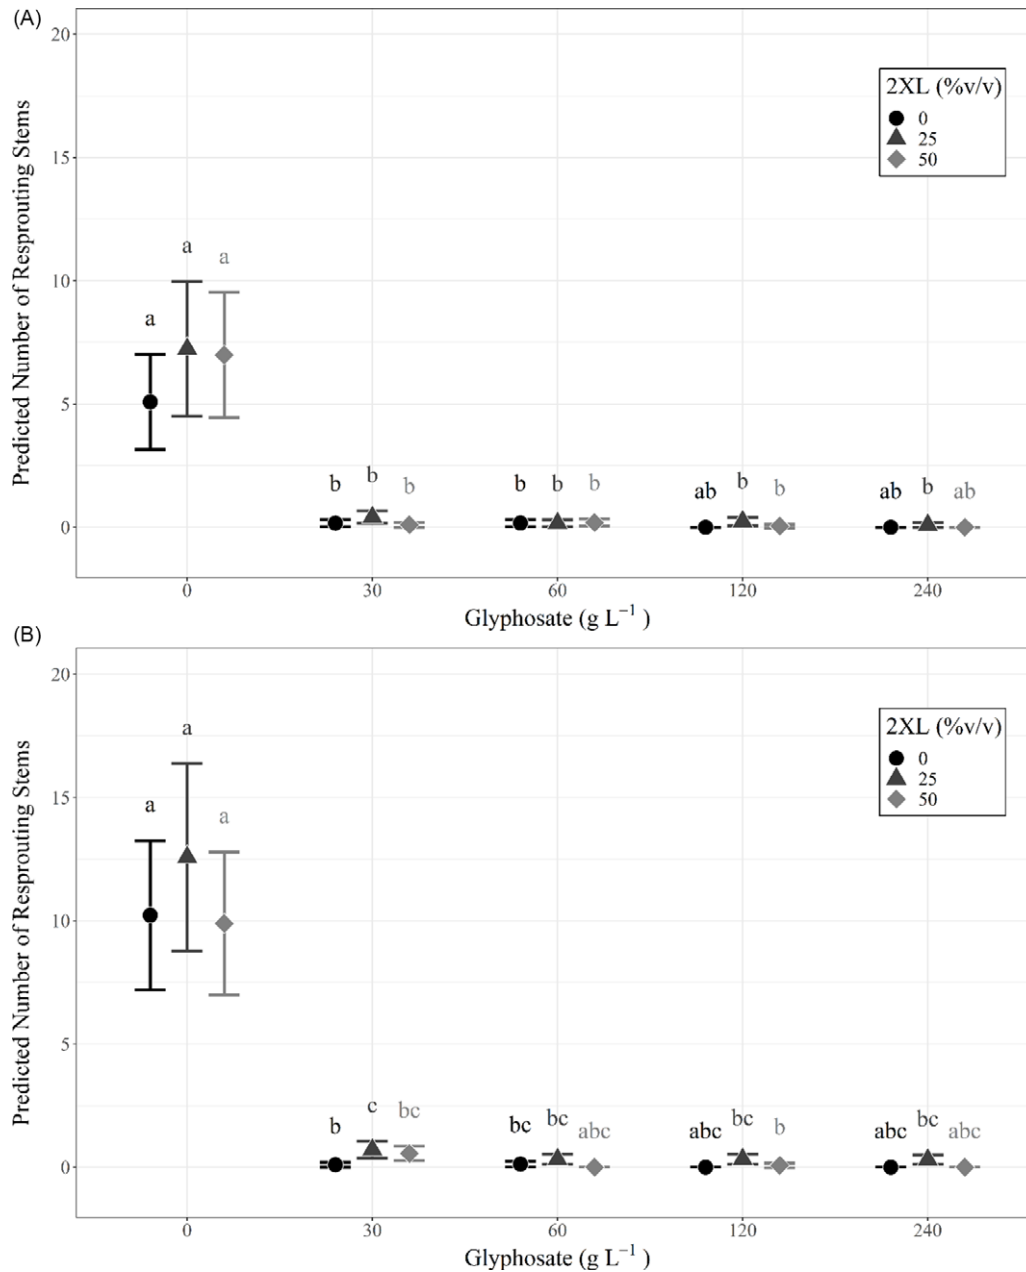 (A)
Predicted Number of Resprouting Stems
20
15
10
5
0
2XL (%v/v)
0
25
50
a
a
a
b
b
b
b
b
b
ab
b
b
ab
b
ab
0
30
60
120
240
Glyphosate (g L⁻¹ )
(B)
Predicted Number of Resprouting Stems
20
15
10
5
0
2XL (%v/v)
0
25
50
a
a
a
b
c
bc
bc
bc
abc
abc
bc
b
abc
bc
abc
0
30
60
120
240
Glyphosate (g L⁻¹ )